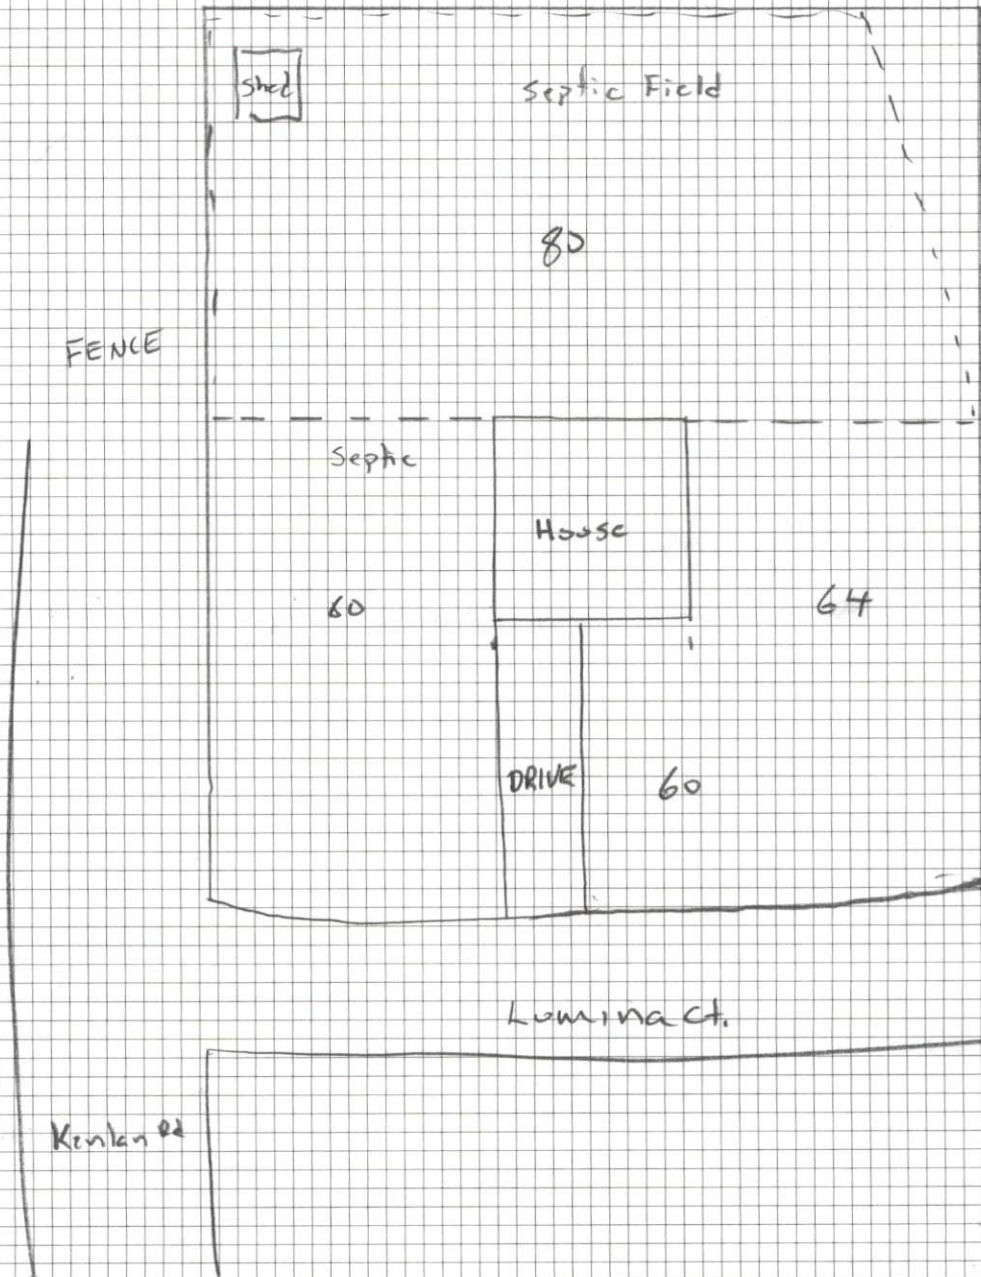 Shed
Septic Field
80
FENCE
Septic
House
60
64
DRIVE
60
Lumina Ct.
Kenlan Rd